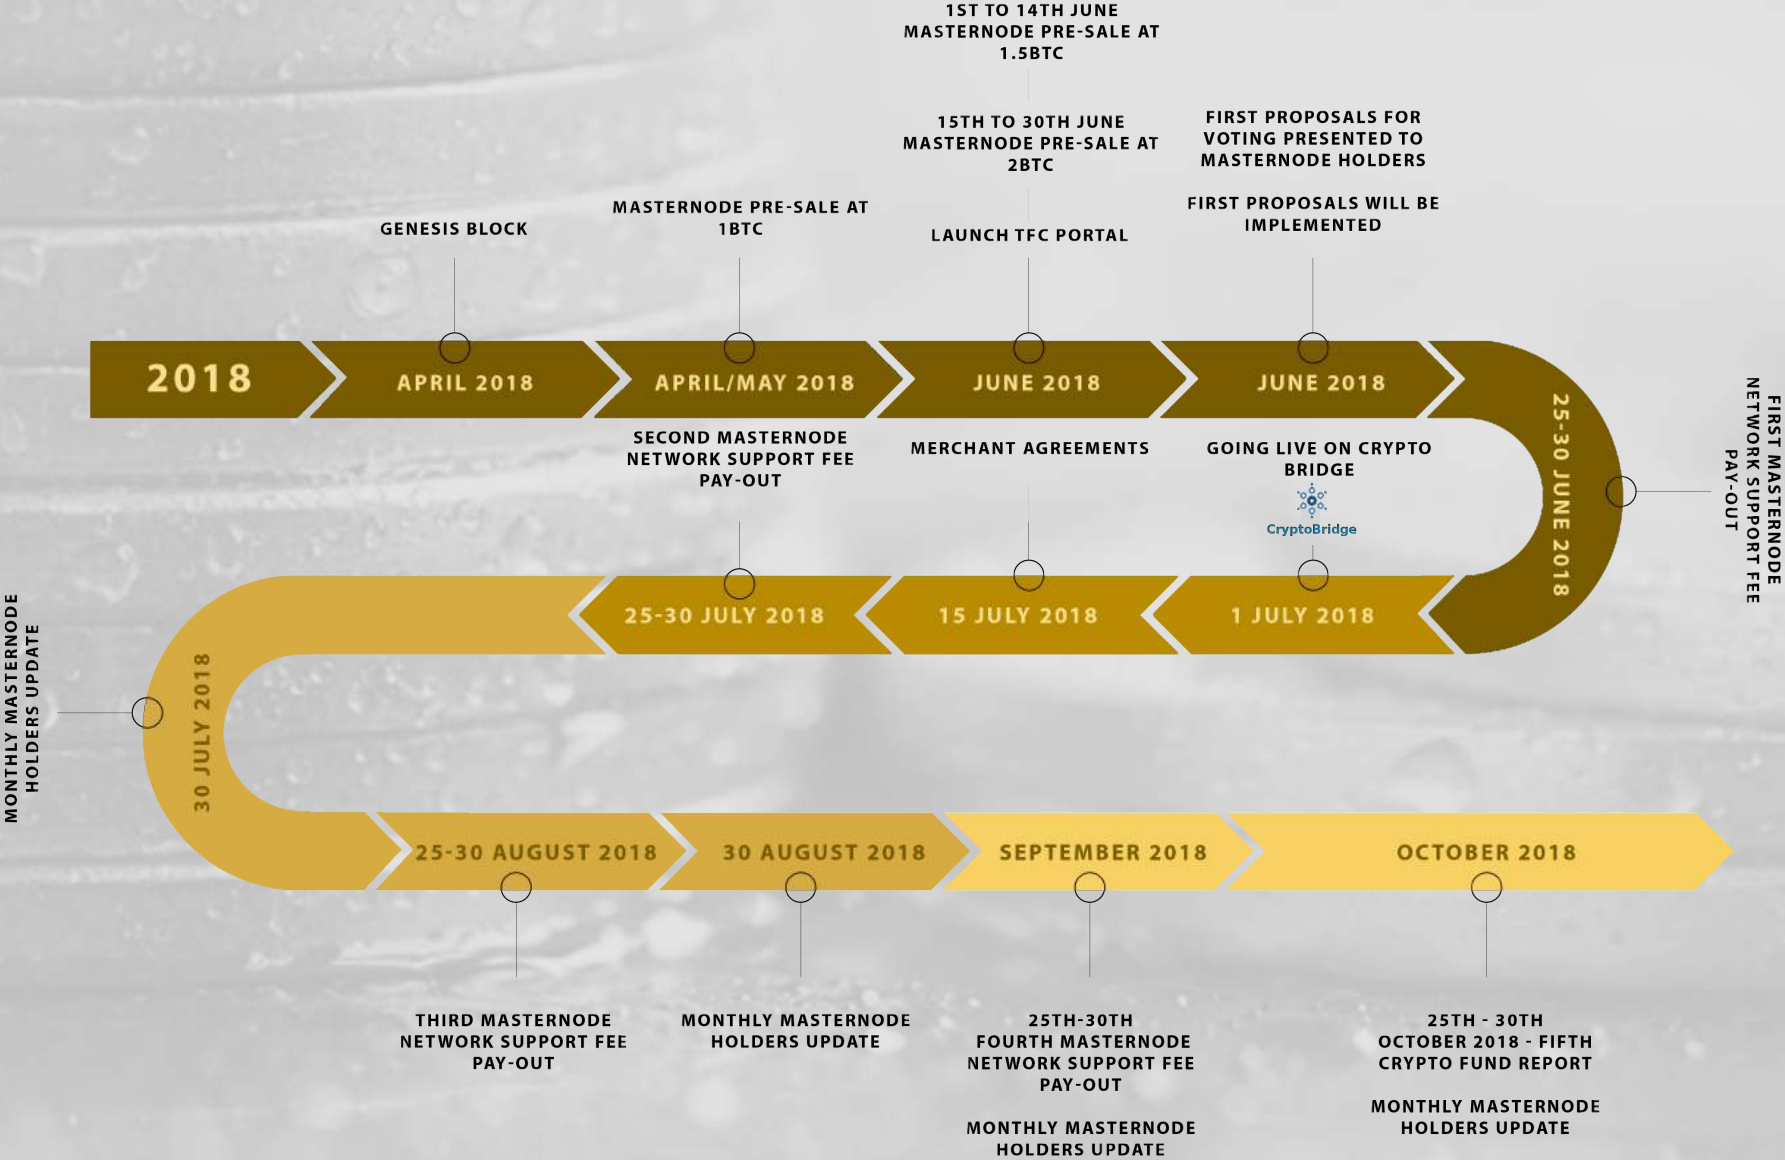 1ST TO 14TH JUNE
MASTERNODE PRE-SALE AT
1.5BTC
15TH TO 30TH JUNE
MASTERNODE PRE-SALE AT
2BTC
LAUNCH TFC PORTAL
FIRST PROPOSALS FOR
VOTING PRESENTED TO
MASTERNODE HOLDERS
FIRST PROPOSALS WILL BE
IMPLEMENTED
MASTERNODE PRE-SALE AT
1BTC
GENESIS BLOCK
2018
APRIL 2018
APRIL/MAY 2018
JUNE 2018
JUNE 2018
25-30 JUNE 2018
FIRST MASTERNODE
NETWORK SUPPORT FEE
PAY-OUT
GOING LIVE ON CRYPTO
BRIDGE
CryptoBridge
MERCHANT AGREEMENTS
SECOND MASTERNODE
NETWORK SUPPORT FEE
PAY-OUT
1 JULY 2018
15 JULY 2018
25-30 JULY 2018
30 JULY 2018
MONTHLY MASTERNODE
HOLDERS UPDATE
25-30 AUGUST 2018
30 AUGUST 2018
SEPTEMBER 2018
OCTOBER 2018
THIRD MASTERNODE
NETWORK SUPPORT FEE
PAY-OUT
MONTHLY MASTERNODE
HOLDERS UPDATE
25TH-30TH
FOURTH MASTERNODE
NETWORK SUPPORT FEE
PAY-OUT
MONTHLY MASTERNODE
HOLDERS UPDATE
25TH - 30TH
OCTOBER 2018 - FIFTH
CRYPTO FUND REPORT
MONTHLY MASTERNODE
HOLDERS UPDATE